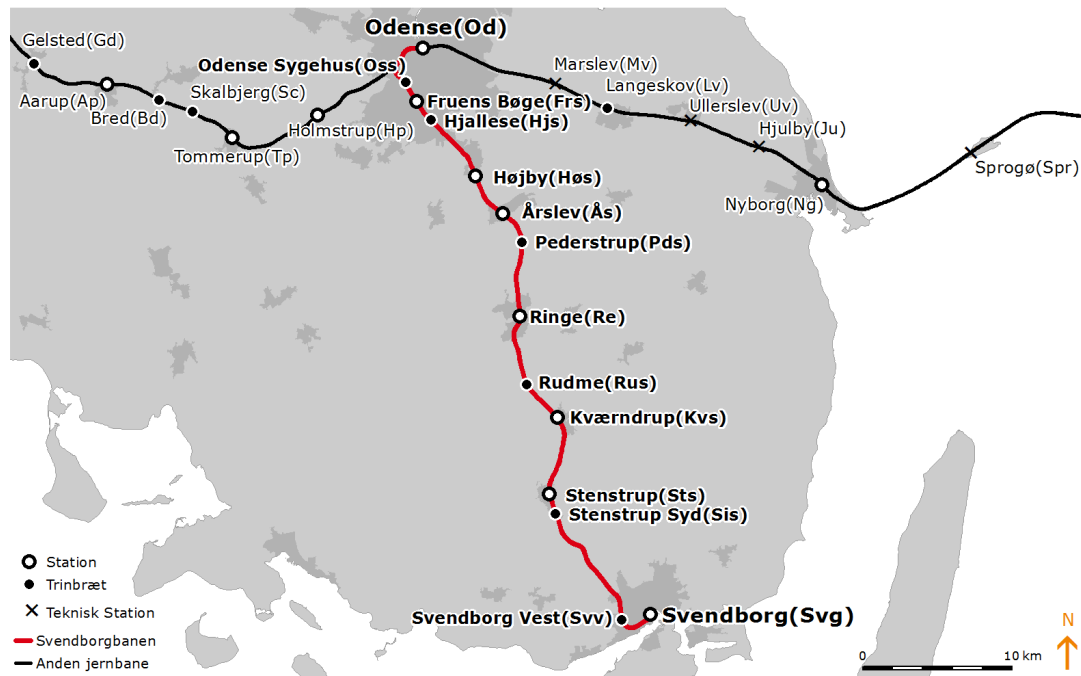 Odense(Od)
Gelsted(Gd)
Odense Sygehus(Oss)
Marslev(Mv)
Langeskov(Lv)
Skalbjerg(Sc)
Aarup(Ap)
Fruens Bøge(Frs)
Ullerslev(Uv)
Bred(Bd)
Hjallese(Hjs)
Holmstrup(Hp)
Hjulby(Ju)
Tommerup(Tp)
Sprogø(Spr)
Højby(Høs)
Nyborg(Ng)
Årslev(Ås)
Pederstrup(Pds)
Ringe(Re)
Rudme(Rus)
Kværndrup(Kvs)
Stenstrup(Sts)
Stenstrup Syd(Sis)
Svendborg Vest(Svv)
Svendborg(Svg)
Station
Trinbræt
Teknisk Station
Svendborgbanen
Anden jernbane
0 10 km
N